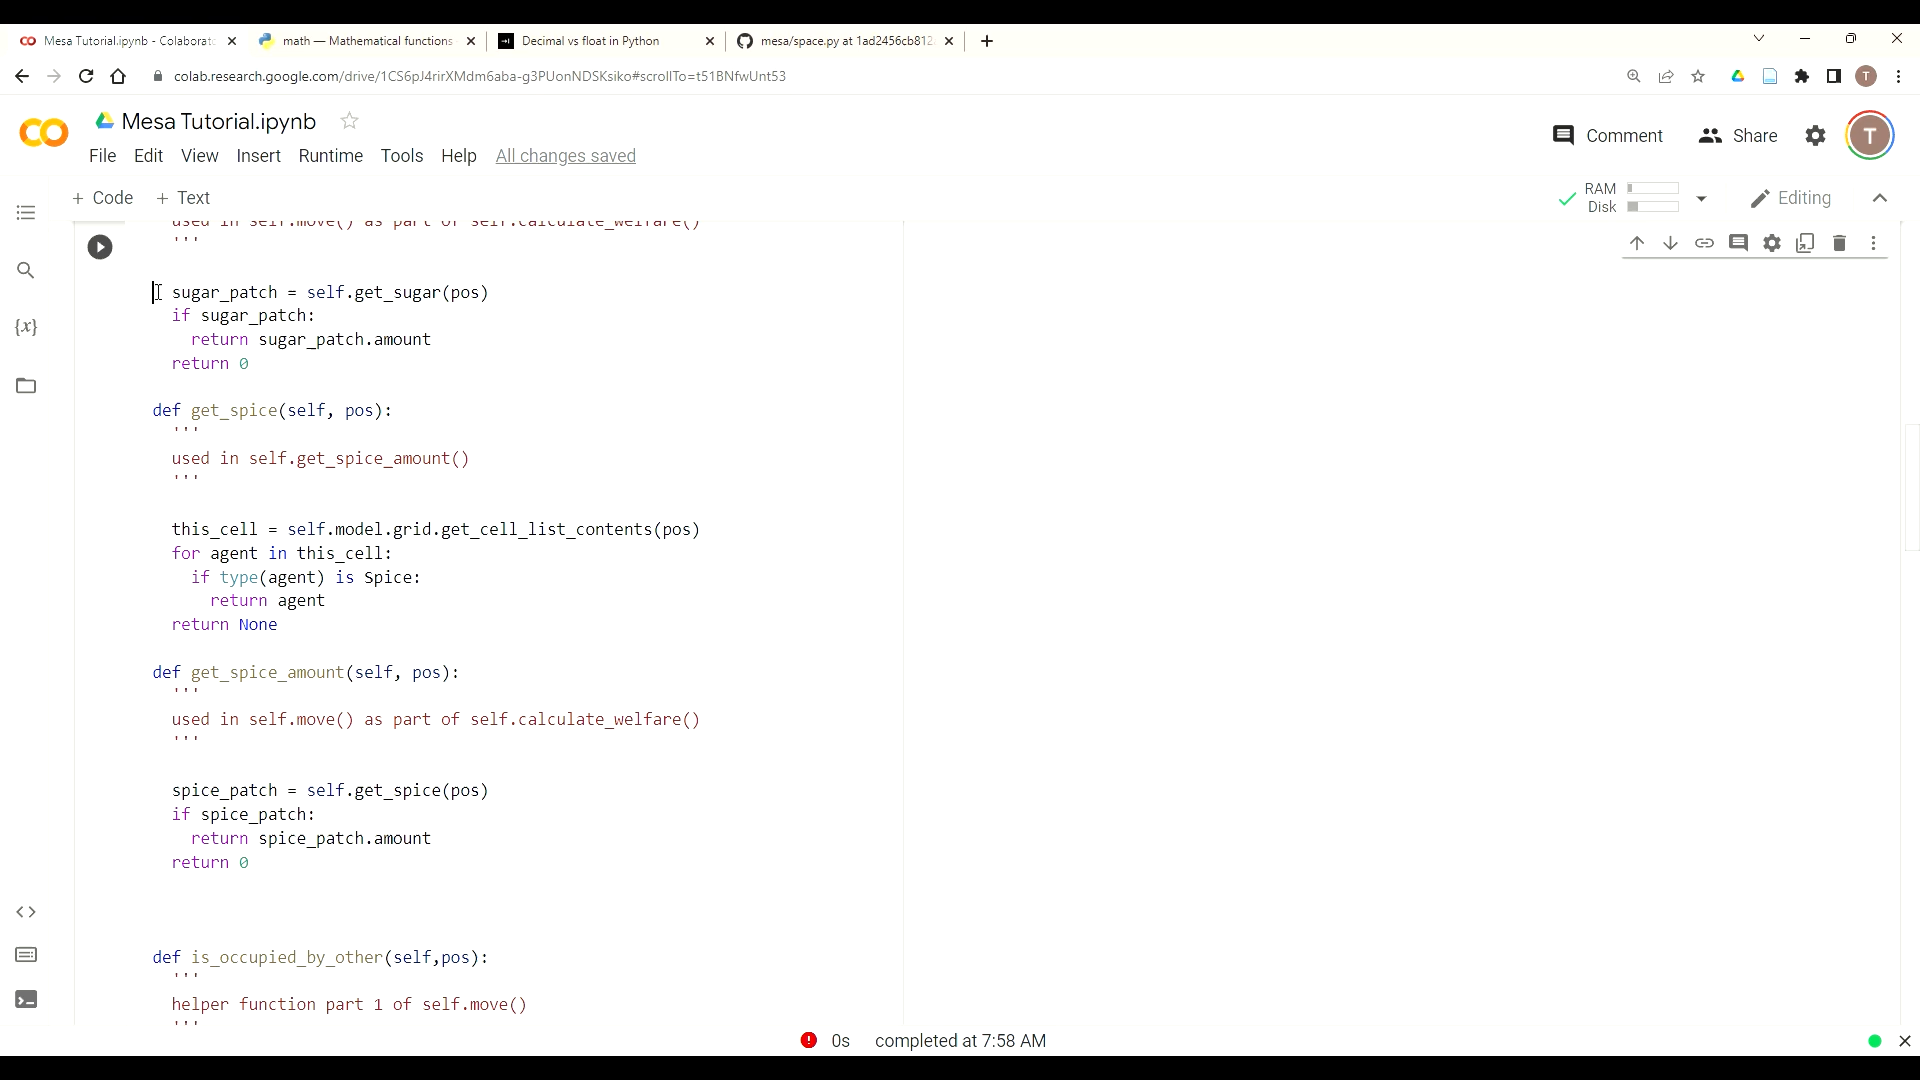 Mesa Tutorial.ipynb - Colaborato
math — Mathematical functions
Decimal vs float in Python
mesa/space.py at 1ad2456cb812
colab.research.google.com/drive/1CS6pJ4rirXMdm6aba-g3PUonNDSKsiko#scrollTo=t51BNfwUnt53
T
CO Mesa Tutorial.ipynb
Comment
Share
T
File Edit View Insert Runtime Tools Help All changes saved
+ Code + Text
RAM
Disk
Editing
used in self.move() as part of self.calculate_welfare()
'''
sugar_patch = self.get_sugar(pos)
if sugar_patch:
return sugar_patch.amount
return 0
def get_spice(self, pos):
'''
used in self.get_spice_amount()
'''
this_cell = self.model.grid.get_cell_list_contents(pos)
for agent in this_cell:
if type(agent) is Spice:
return agent
return None
def get_spice_amount(self, pos):
'''
used in self.move() as part of self.calculate_welfare()
'''
spice_patch = self.get_spice(pos)
if spice_patch:
return spice_patch.amount
return 0
def is_occupied_by_other(self,pos):
'''
helper function part 1 of self.move()
'''
{x}
0s completed at 7:58 AM